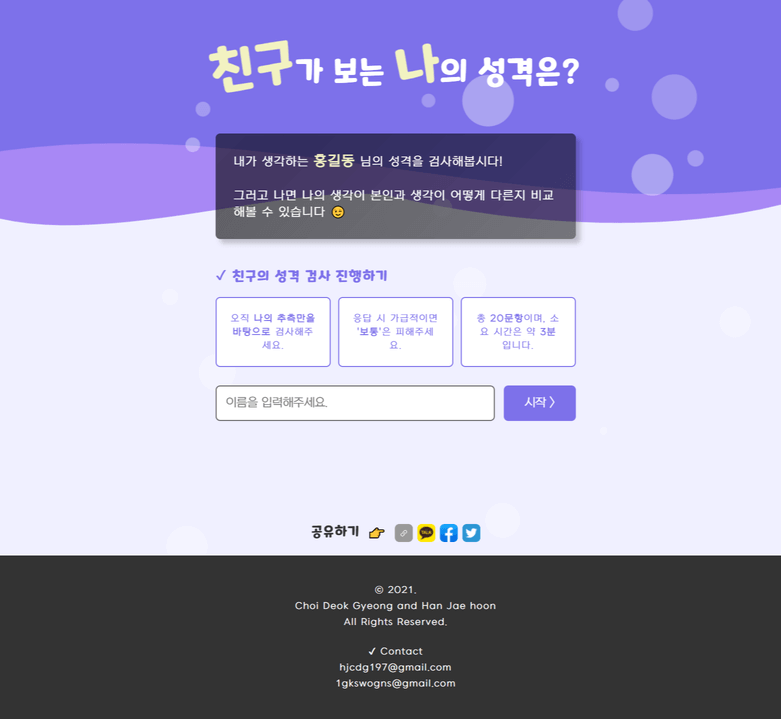 친구가 보는 나의 성격은?
내가 생각하는 홍길동 님의 성격을 검사해봅시다!
그러고 나면 나의 생각이 본인과 생각이 어떻게 다른지 비교
해볼 수 있습니다 😉
✓ 친구의 성격 검사 진행하기
오직 나의 추측만을
바탕으로 검사해주
세요.
응답 시 가급적이면
'보통'은 피해주세
요.
총 20문항이며, 소
요 시간은 약 3분
입니다.
이름을 입력해주세요.
시작 〉
공유하기 👉
TALK
© 2021.
Choi Deok Gyeong and Han Jae hoon
All Rights Reserved.
✓ Contact
hjcdg197@gmail.com
1gkswogns@gmail.com